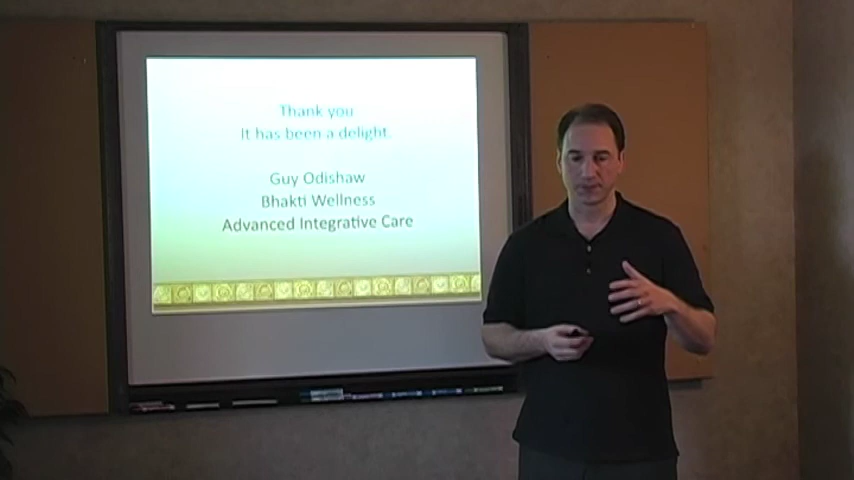 Thank you
It has been a delight.
Guy Odishaw
Bhakti Wellness
Advanced Integrative Care